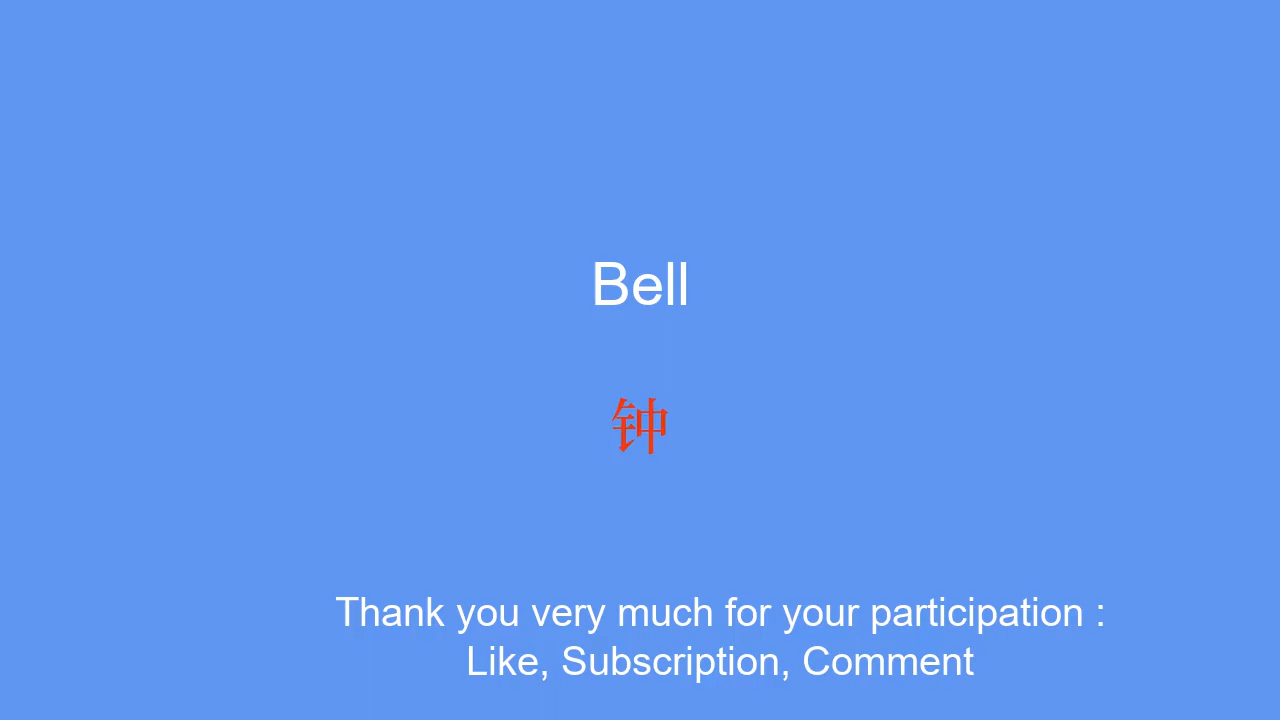 Bell
钟
Thank you very much for your participation :
Like, Subscription, Comment